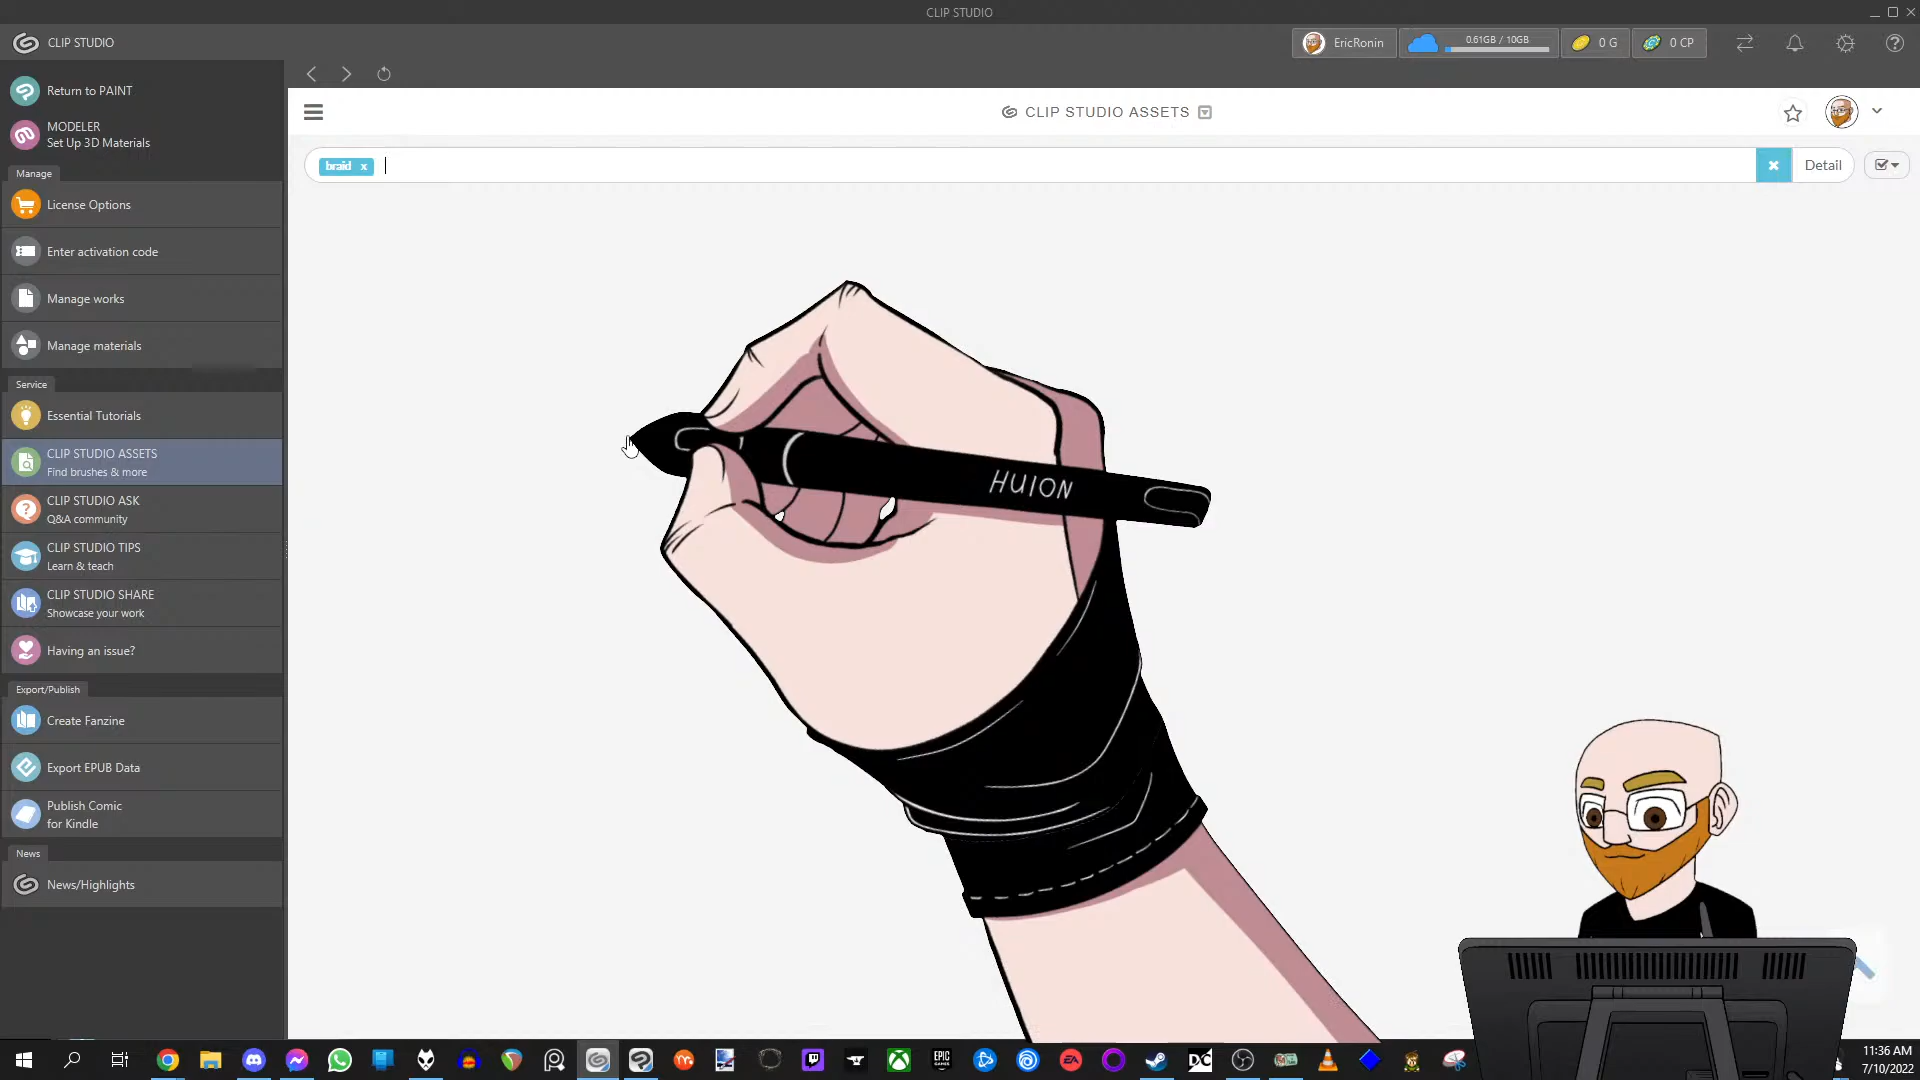 CLIP STUDIO
CLIP STUDIO
EricRonin
0.61GB / 10GB
0 G
0 CP
Return to PAINT
MODELER
Set Up 3D Materials
Manage
License Options
Enter activation code
Manage works
Manage materials
Service
Essential Tutorials
CLIP STUDIO ASSETS
Find brushes & more
CLIP STUDIO ASK
Q&A community
CLIP STUDIO TIPS
Learn & teach
CLIP STUDIO SHARE
Showcase your work
Having an issue?
Export/Publish
Create Fanzine
Export EPUB Data
Publish Comic
for Kindle
News
News/Highlights
CLIP STUDIO ASSETS
braid x
Detail
HUION
EPIC
GAMES
EA
DC
11:36 AM
7/10/2022